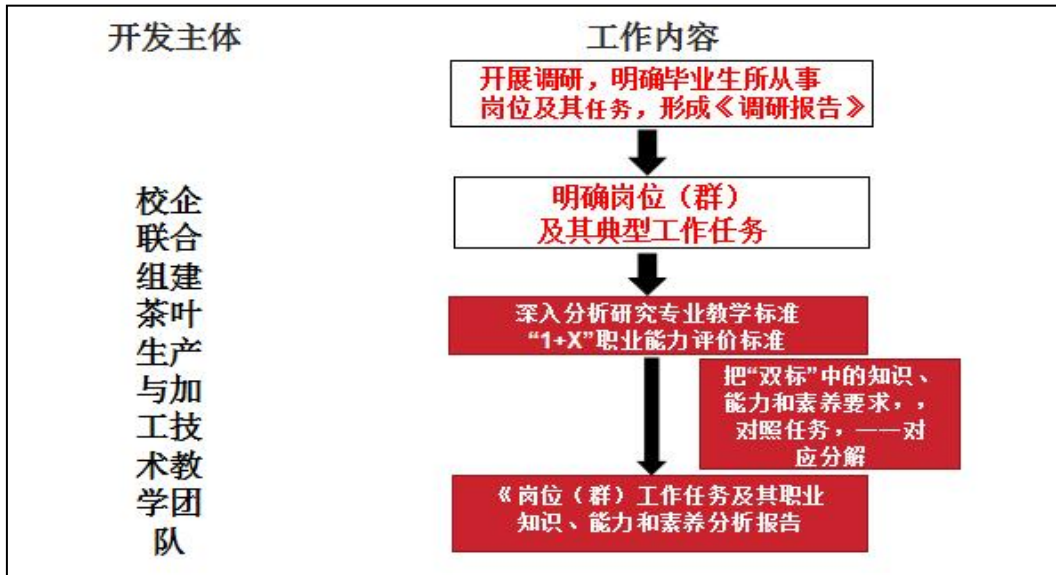 开发主体
工作内容
开展调研，明确毕业生所从事
岗位及其任务，形成《调研报告》
校企
联合
组建
茶叶
生产
与加
工技
术教
学团
队
明确岗位（群）
及其典型工作任务
深入分析研究专业教学标准
“1+X”职业能力评价标准
把“双标”中的知识、
能力和素养要求，，
对照任务，——对
应分解
《岗位（群）工作任务及其职业
知识、能力和素养分析报告